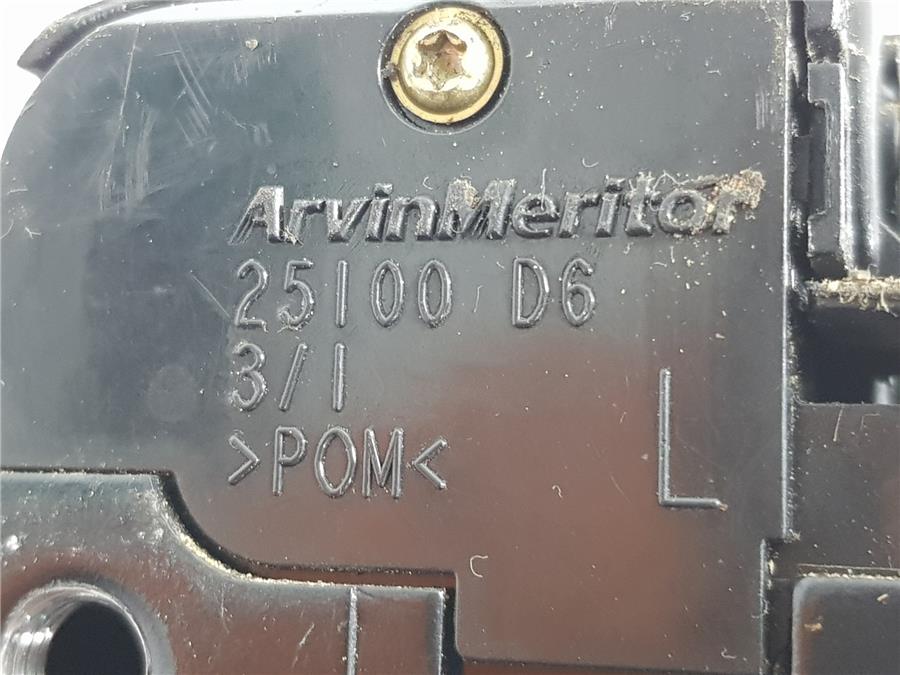 ArvinMeritor
25100 D6
3/1
>POM<
L